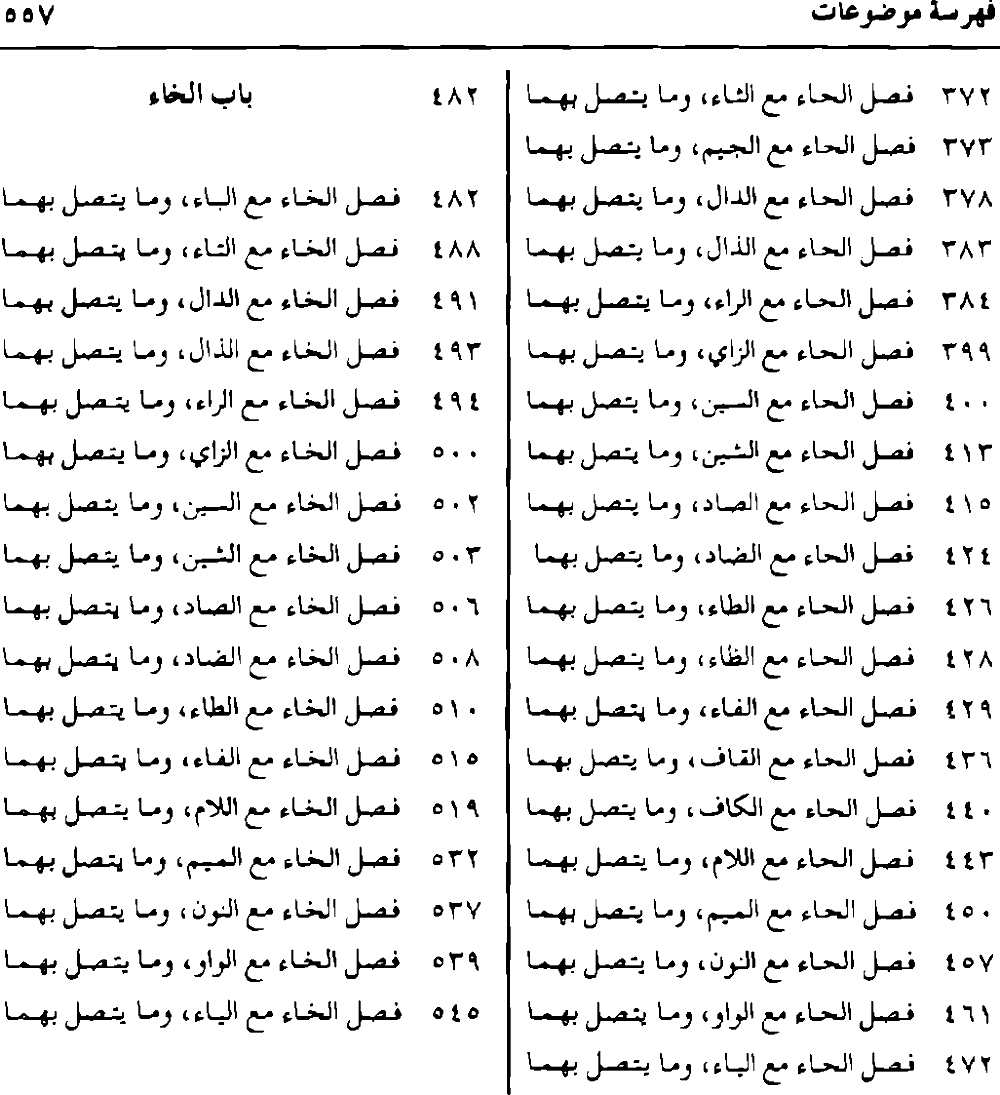 فهرسة موضوعات ٥٥٧
٣٧٢ فصل الحاء مع الثاء، وما يتصل بهما
٣٧٣ فصل الحاء مع الجيم، وما يتصل بهما
٣٧٨ فصل الحاء مع الدال، وما يتصل بهما
٣٨٣ فصل الحاء مع الذال، وما يتصل بهما
٣٨٤ فصل الحاء مع الراء، وما يتصل بهما
٣٩٩ فصل الحاء مع الزاي، وما يتصل بهما
٤٠٠ فصل الحاء مع السين، وما يتصل بهما
٤١٣ فصل الحاء مع الشين، وما يتصل بهما
٤١٥ فصل الحاء مع الصاد، وما يتصل بهما
٤٢٤ فصل الحاء مع الضاد، وما يتصل بهما
٤٢٦ فصل الحاء مع الطاء، وما يتصل بهما
٤٢٨ فصل الحاء مع الظاء، وما يتصل بهما
٤٢٩ فصل الحاء مع الفاء، وما يتصل بهما
٤٣٦ فصل الحاء مع القاف، وما يتصل بهما
٤٤٠ فصل الحاء مع الكاف، وما يتصل بهما
٤٤٣ فصل الحاء مع اللام، وما يتصل بهما
٤٥٠ فصل الحاء مع الميم، وما يتصل بهما
٤٥٧ فصل الحاء مع النون، وما يتصل بهما
٤٦١ فصل الحاء مع الواو، وما يتصل بهما
٤٧٢ فصل الحاء مع الياء، وما يتصل بهما
٤٨٢ باب الخاء
٤٨٢ فصل الخاء مع الباء، وما يتصل بهما
٤٨٨ فصل الخاء مع التاء، وما يتصل بهما
٤٩١ فصل الخاء مع الدال، وما يتصل بهما
٤٩٣ فصل الخاء مع الذال، وما يتصل بهما
٤٩٤ فصل الخاء مع الراء، وما يتصل بهما
٥٠٠ فصل الخاء مع الزاي، وما يتصل بهما
٥٠٢ فصل الخاء مع السين، وما يتصل بهما
٥٠٣ فصل الخاء مع الشين، وما يتصل بهما
٥٠٦ فصل الخاء مع الصاد، وما يتصل بهما
٥٠٨ فصل الخاء مع الضاد، وما يتصل بهما
٥١٠ فصل الخاء مع الطاء، وما يتصل بهما
٥١٥ فصل الخاء مع الفاء، وما يتصل بهما
٥١٩ فصل الخاء مع اللام، وما يتصل بهما
٥٣٢ فصل الخاء مع الميم، وما يتصل بهما
٥٣٧ فصل الخاء مع النون، وما يتصل بهما
٥٣٩ فصل الخاء مع الواو، وما يتصل بهما
٥٤٥ فصل الخاء مع الياء، وما يتصل بهما